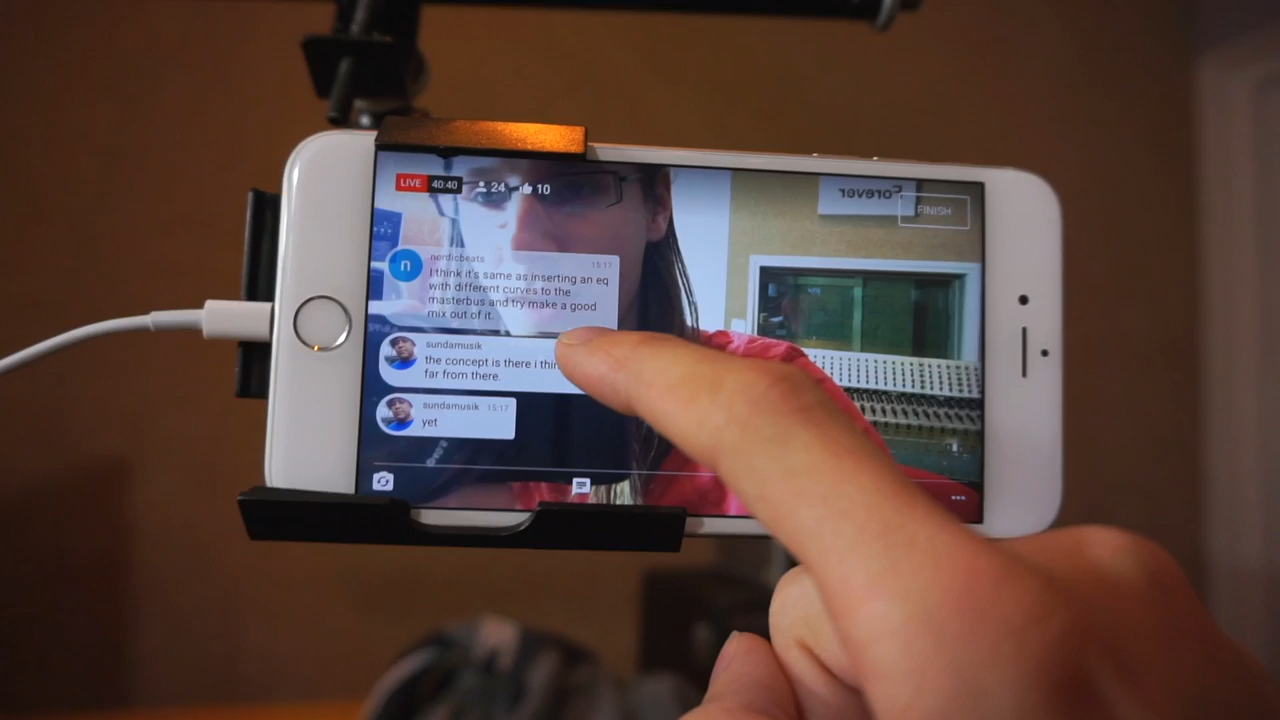 LIVE 40:40 24 10
Forever
FINISH
n nordicbeats 15:17
I think it's same as inserting an eq
with different curves to the
masterbus and try make a good
mix out of it.
sundamusik
the concept is there i
far from there.
sundamusik 15:17
yet